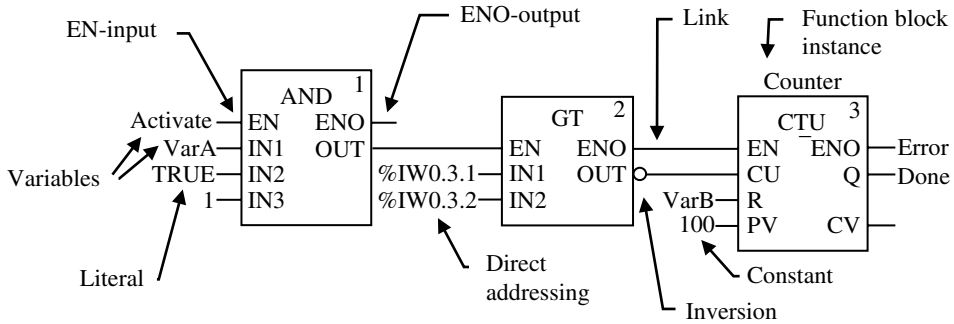 EN-input
ENO-output
Link
Function block
instance
Counter
1
AND
Activate
EN
ENO
VarA
IN1
OUT
TRUE
IN2
1
IN3
Variables
Literal
2
GT
EN
ENO
%IW0.3.1
IN1
OUT
%IW0.3.2
IN2
Direct
addressing
3
CTU
EN
_ENO
Error
CU
Q
Done
VarB
R
100
PV
CV
Constant
Inversion